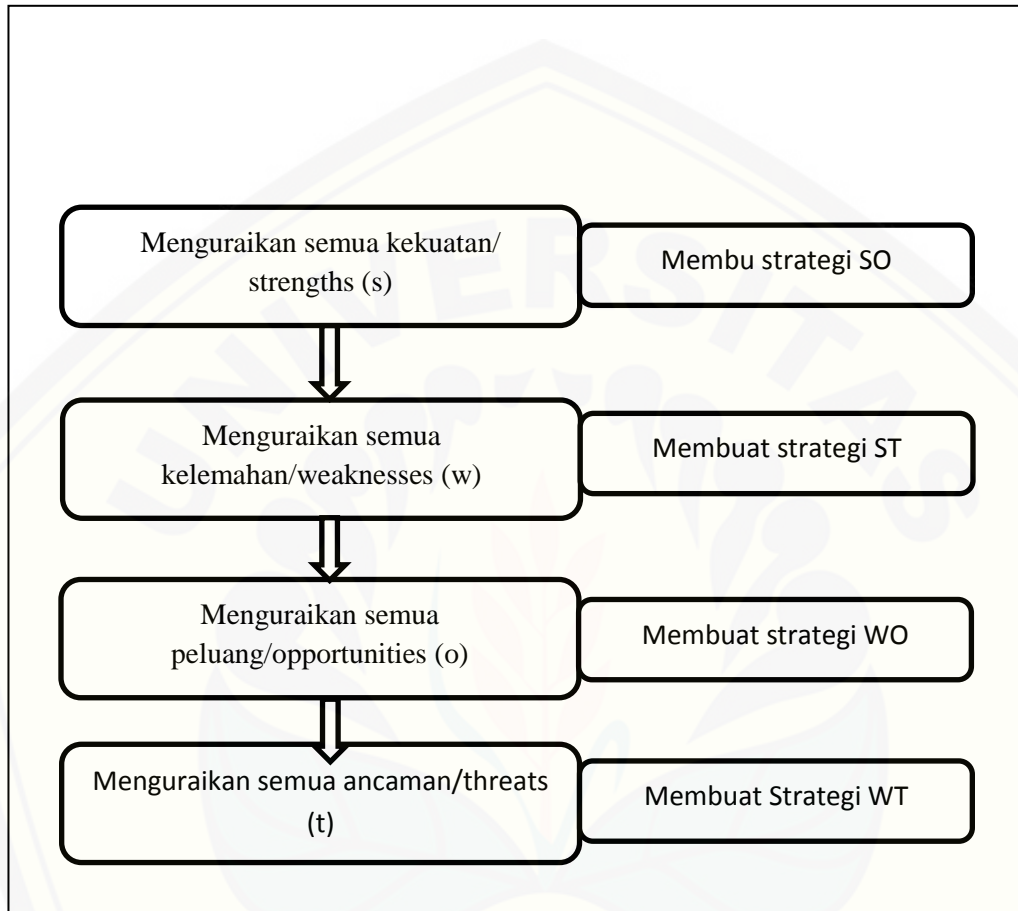 UNIVERSITAS
Menguraikan semua kekuatan/
strengths (s)
Membu strategi SO
Menguraikan semua
kelemahan/weaknesses (w)
Membuat strategi ST
Menguraikan semua
peluang/opportunities (o)
Membuat strategi WO
Menguraikan semua ancaman/threats
(t)
Membuat Strategi WT